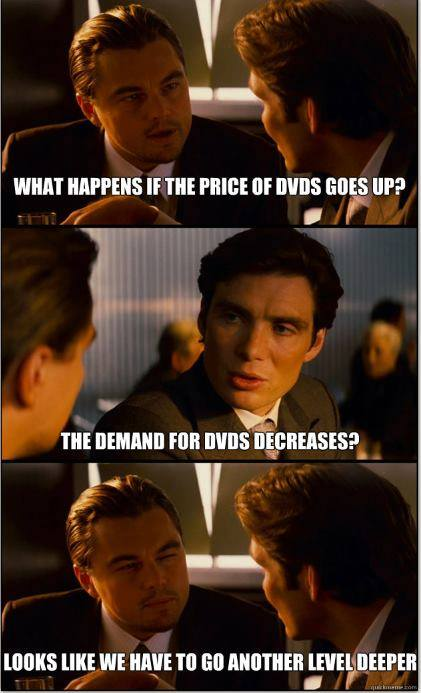 WHAT HAPPENS IF THE PRICE OF DVDS GOES UP?
THE DEMAND FOR DVDS DECREASES?
LOOKS LIKE WE HAVE TO GO ANOTHER LEVEL DEEPER
quickmeme.com